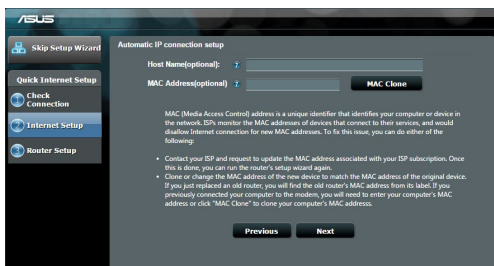 ASUS
Skip Setup Wizard
Automatic IP connection setup
Host Name(optional): ?
MAC Address(optional) ? MAC Clone
Quick Internet Setup
1 Check Connection
2 Internet Setup
3 Router Setup
MAC (Media Access Control) address is a unique identifier that identifies your computer or device in
the network. ISPs monitor the MAC addresses of devices that connect to their services, and would
disallow Internet connection for new MAC addresses. To fix this issue, you can do either of the
following:
• Contact your ISP and request to update the MAC address associated with your ISP subscription. Once
this is done, you can run the router's setup wizard again.
• Clone or change the MAC address of the new device to match the MAC address of the original device.
If you just replaced an old router, you will find the old router's MAC address from its label. If you
previously connected your computer to the modem, you will need to enter your computer's MAC
address or click "MAC Clone" to clone your computer's MAC addresss.
Previous Next